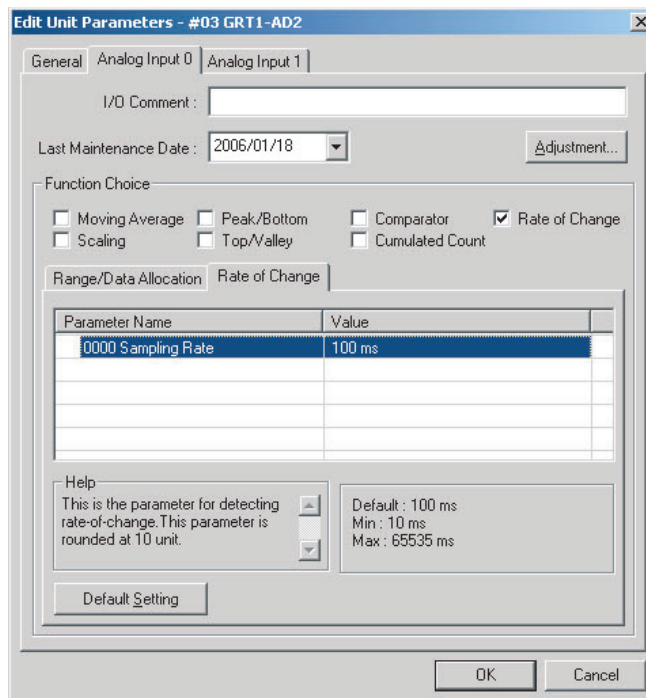 Edit Unit Parameters - #03 GRT1-AD2
General Analog Input 0 Analog Input 1
I/O Comment :
Last Maintenance Date : 2006/01/18 Adjustment...
Function Choice
Moving Average Peak/Bottom Comparator Rate of Change
Scaling Top/Valley Cumulated Count
Range/Data Allocation Rate of Change
Parameter Name Value
0000 Sampling Rate 100 ms
Help
This is the parameter for detecting
rate-of-change.This parameter is
rounded at 10 unit.
Default : 100 ms
Min : 10 ms
Max : 65535 ms
Default Setting
OK Cancel